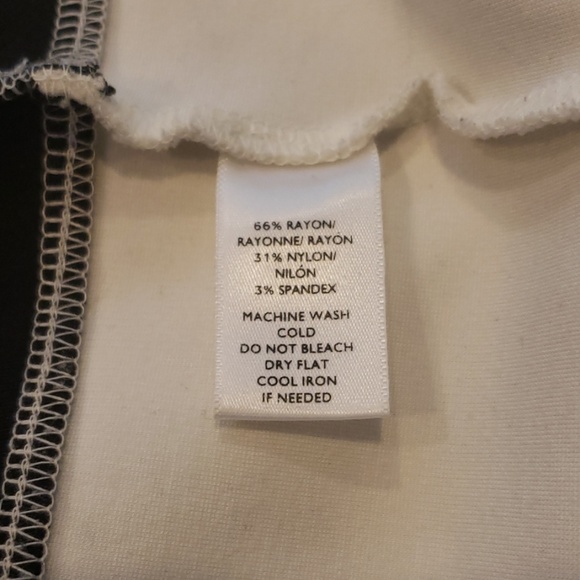 66% RAYON/
RAYONNE/ RAYÓN
31% NYLON/
NILÓN
3% SPANDEX
MACHINE WASH
COLD
DO NOT BLEACH
DRY FLAT
COOL IRON
IF NEEDED